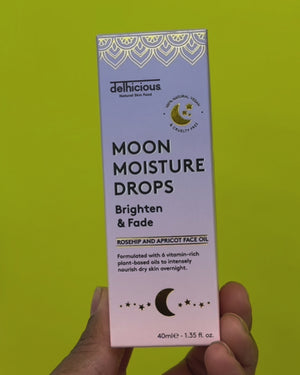 delhicious
Natural Skin Food
100% NATURAL, VEGAN
& CRUELTY FREE
MOON
MOISTURE
DROPS
Brighten
& Fade
ROSEHIP AND APRICOT FACE OIL
Formulated with 6 vitamin-rich
plant-based oils to intensely
nourish dry skin overnight.
40ml℮ - 1.35 fl. oz.